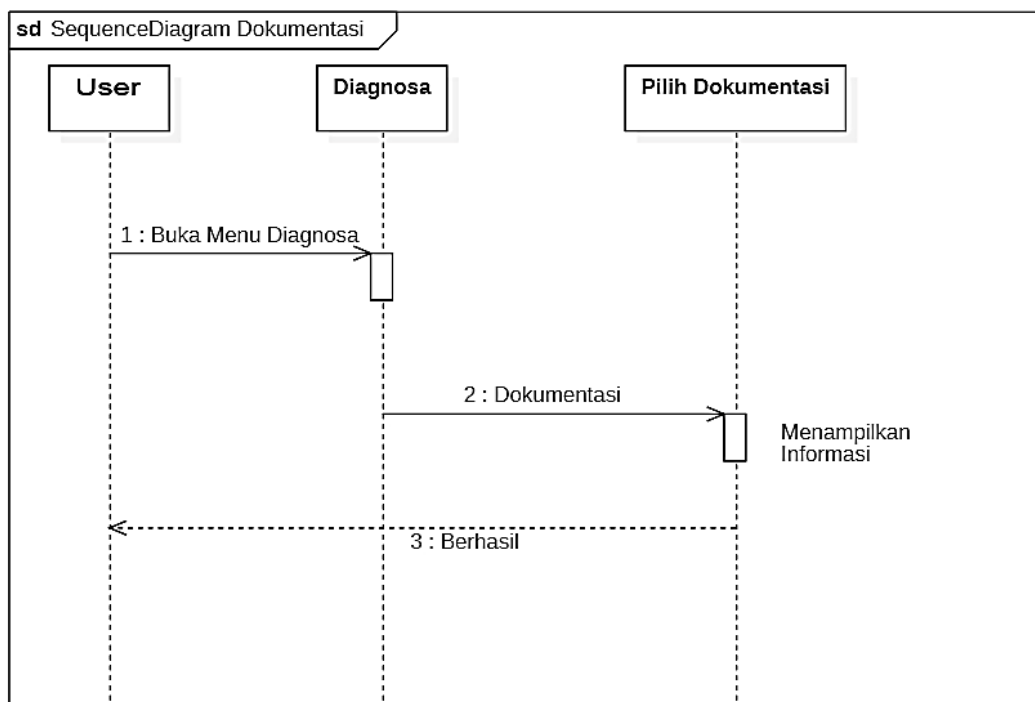 sd SequenceDiagram Dokumentasi
User
Diagnosa
Pilih Dokumentasi
1 : Buka Menu Diagnosa
2 : Dokumentasi
Menampilkan
Informasi
3 : Berhasil